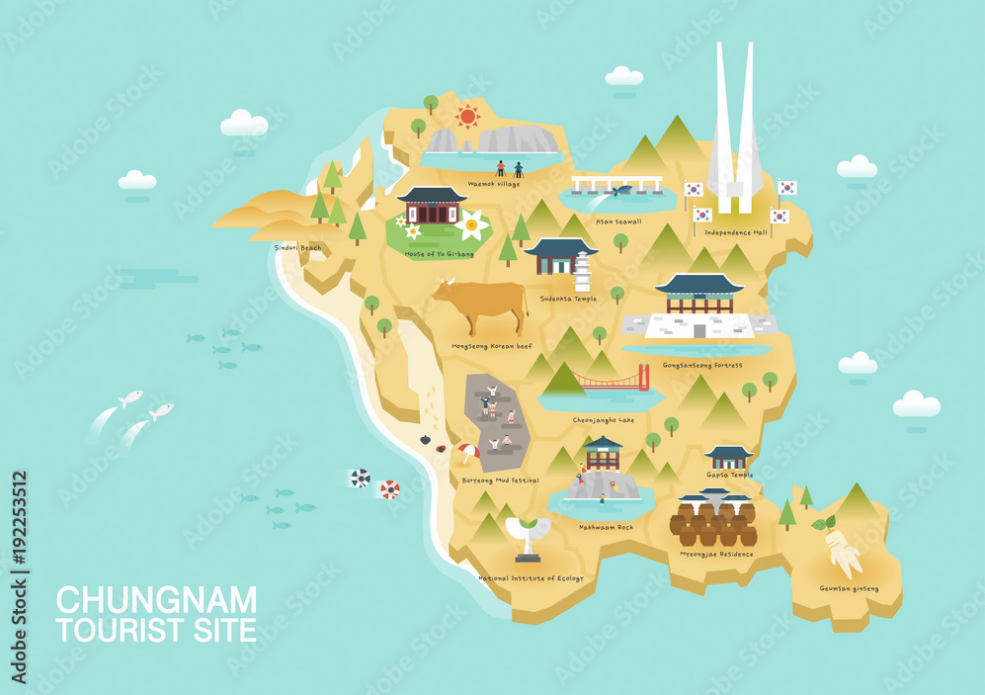 Waemok village
Asan Seawall
Independence Mall
Sinduri Beach
House of Yu Gi-bang
Sudeoksa Temple
Hongseong Korean beef
Gongsanseong Fortress
Cheonjangho Lake
Boryeong Mud Festival
Gapsa Temple
Nakhwaam Rock
Myeongjae Residence
National Institute of Ecology
Geumsan ginseng
CHUNGNAM
TOURIST SITE
Adobe Stock | #192253512